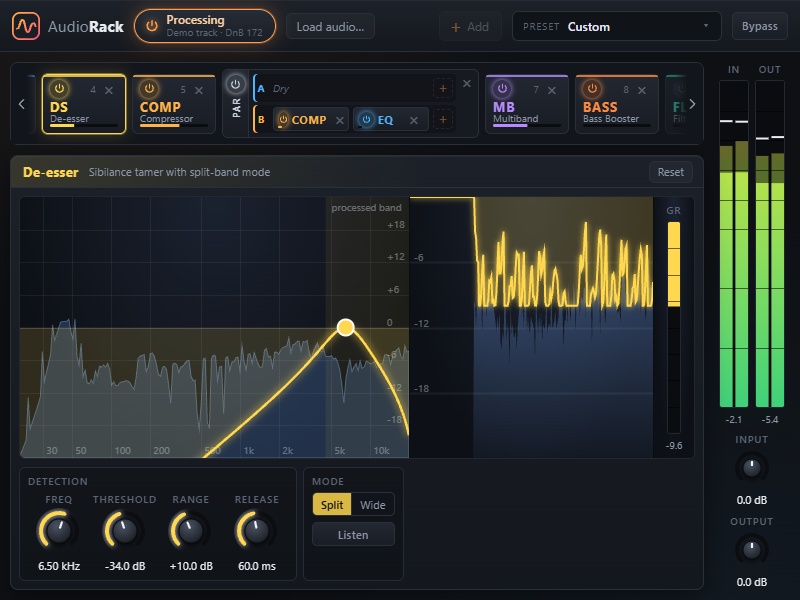 AudioRack
Processing
Demo track · DnB 172
Load audio...
+ Add
PRESET Custom
Bypass
DS 4
De-esser
COMP 5
Compressor
PAR
A Dry +
B COMP EQ +
MB 7
Multiband
BASS 8
Bass Booster
IN OUT
De-esser Sibilance tamer with split-band mode
Reset
processed band
+18
+12
+6
0
-6
-12
-18
30 50 100 200 500 1k 2k 5k 10k
-6
-12
-18
GR
-9.6
-2.1 -5.4
INPUT
0.0 dB
OUTPUT
0.0 dB
DETECTION
FREQ THRESHOLD RANGE RELEASE
6.50 kHz -34.0 dB +10.0 dB 60.0 ms
MODE
Split Wide
Listen